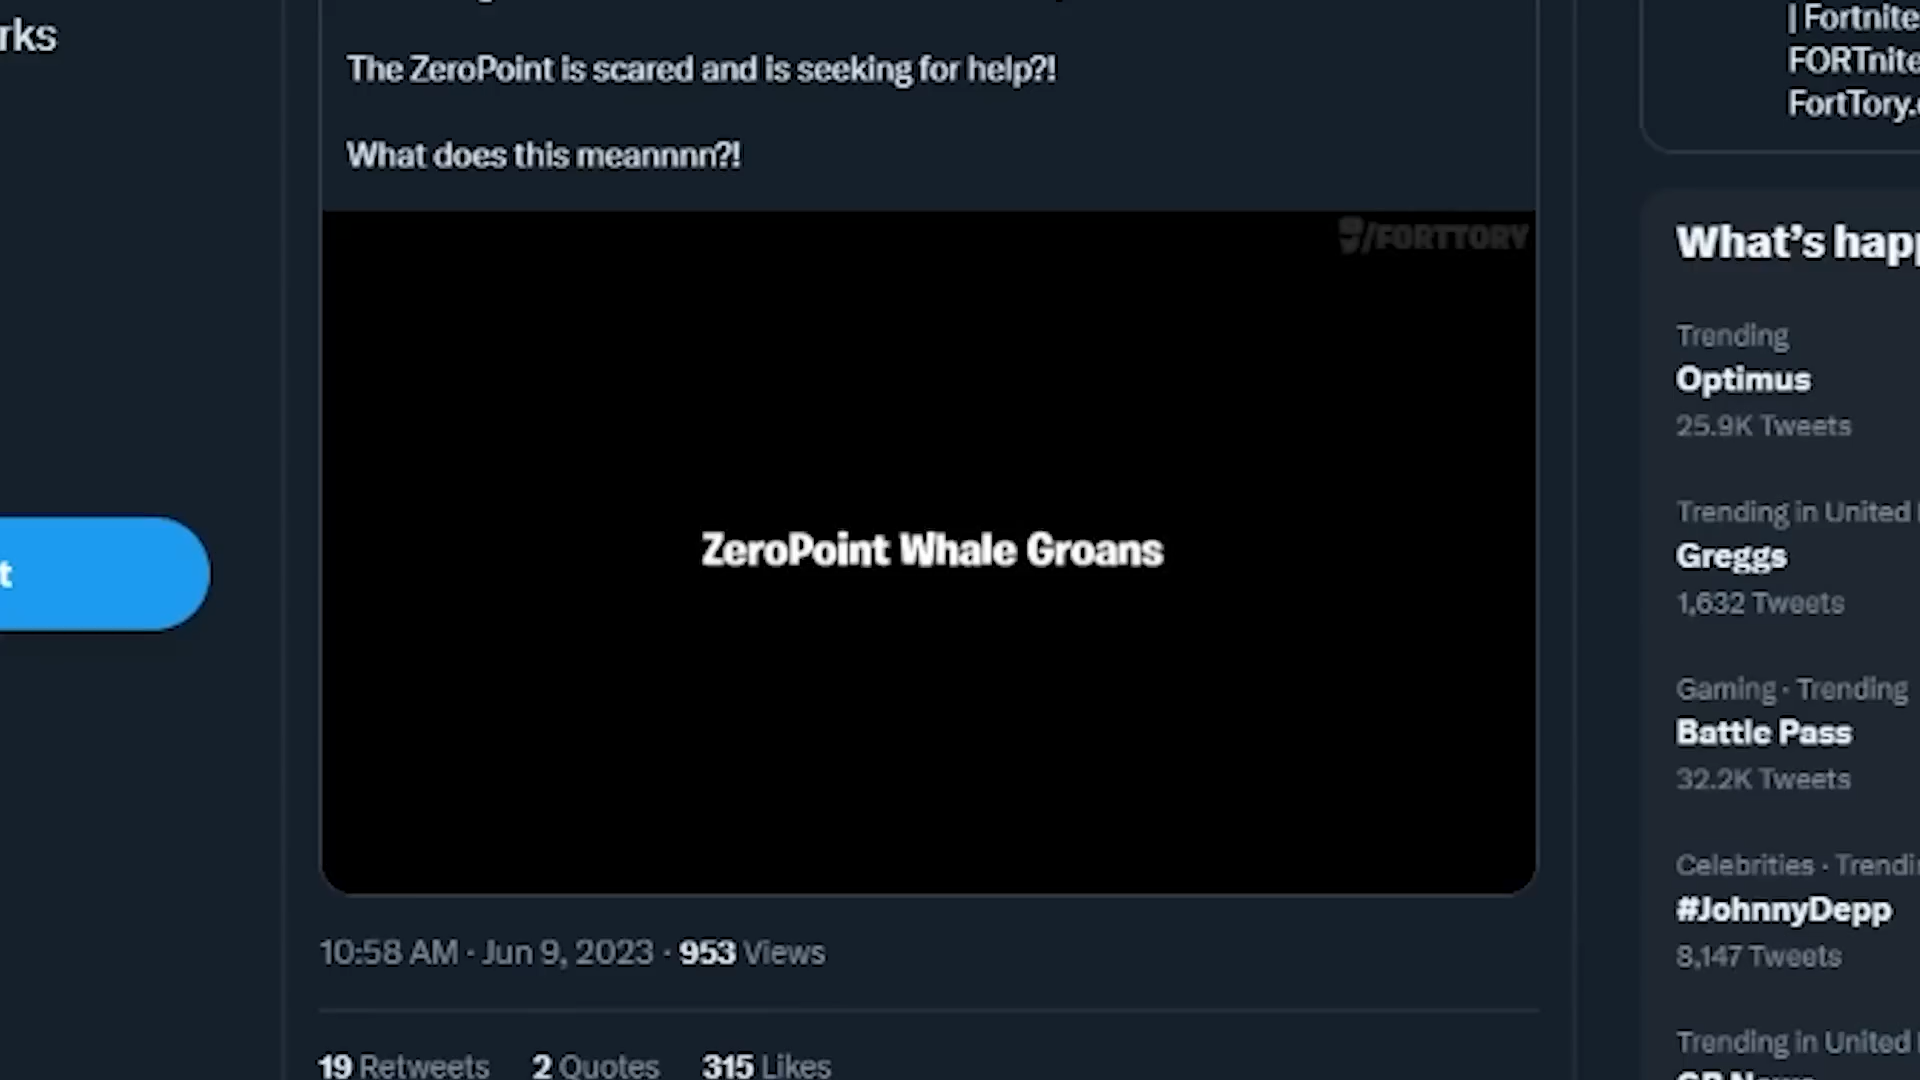 rks
The ZeroPoint is scared and is seeking for help?!
What does this meannnn?!
/FORTTORY
ZeroPoint Whale Groans
t
10:58 AM · Jun 9, 2023 · 953 Views
19 Retweets 2 Quotes 315 Likes
| Fortnite
FORTnite
FortTory.
What's hap
Trending
Optimus
25.9K Tweets
Trending in United
Greggs
1,632 Tweets
Gaming · Trending
Battle Pass
32.2K Tweets
Celebrities · Trendi
#JohnnyDepp
8,147 Tweets
Trending in United